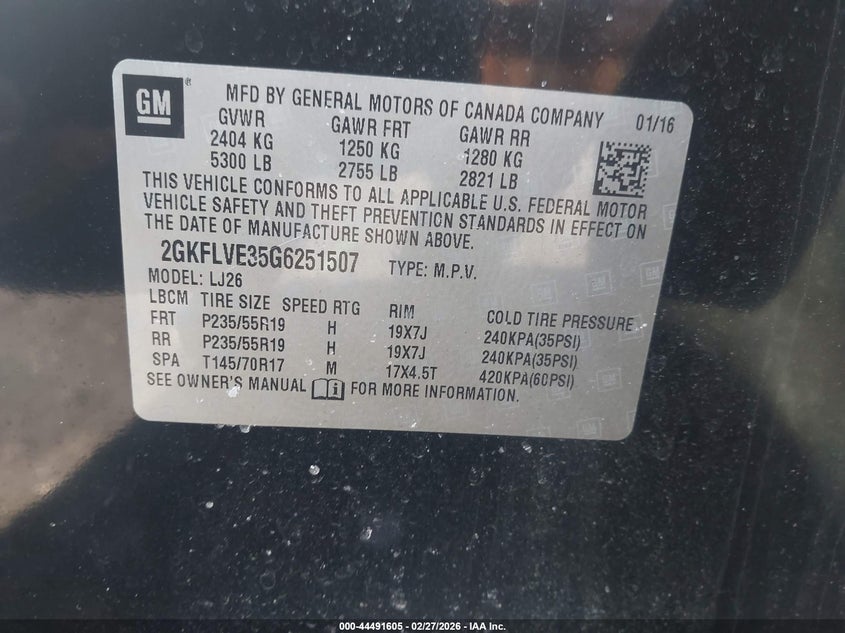 GM
MFD BY GENERAL MOTORS OF CANADA COMPANY 01/16
GVWR GAWR FRT GAWR RR
2404 KG 1250 KG 1280 KG
5300 LB 2755 LB 2821 LB
THIS VEHICLE CONFORMS TO ALL APPLICABLE U.S. FEDERAL MOTOR
VEHICLE SAFETY AND THEFT PREVENTION STANDARDS IN EFFECT ON
THE DATE OF MANUFACTURE SHOWN ABOVE.
2GKFLVE35G6251507 TYPE: M.P.V.
MODEL: LJ26
LBCM TIRE SIZE SPEED RTG RIM COLD TIRE PRESSURE
FRT P235/55R19 H 19X7J 240KPA(35PSI)
RR P235/55R19 H 19X7J 240KPA(35PSI)
SPA T145/70R17 M 17X4.5T 420KPA(60PSI)
SEE OWNER'S MANUAL FOR MORE INFORMATION.
000-44491605 - 02/27/2026 - IAA Inc.